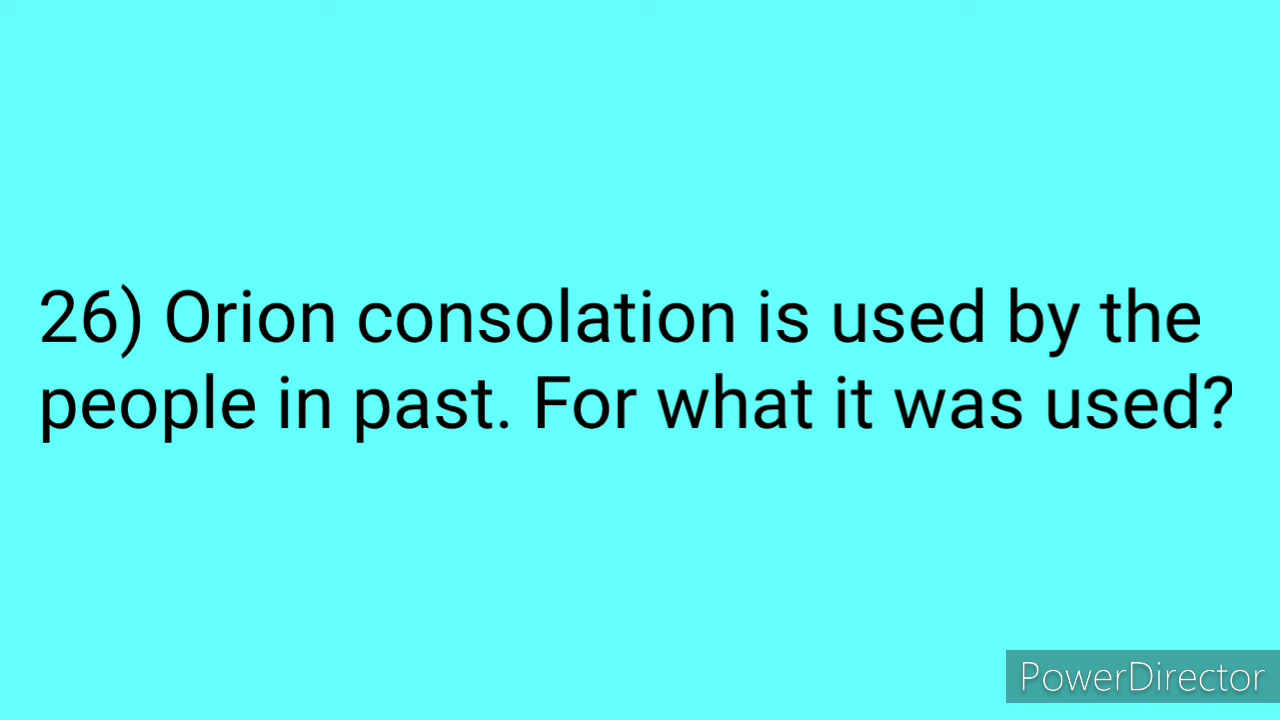 26) Orion consolation is used by the
people in past. For what it was used?
PowerDirector